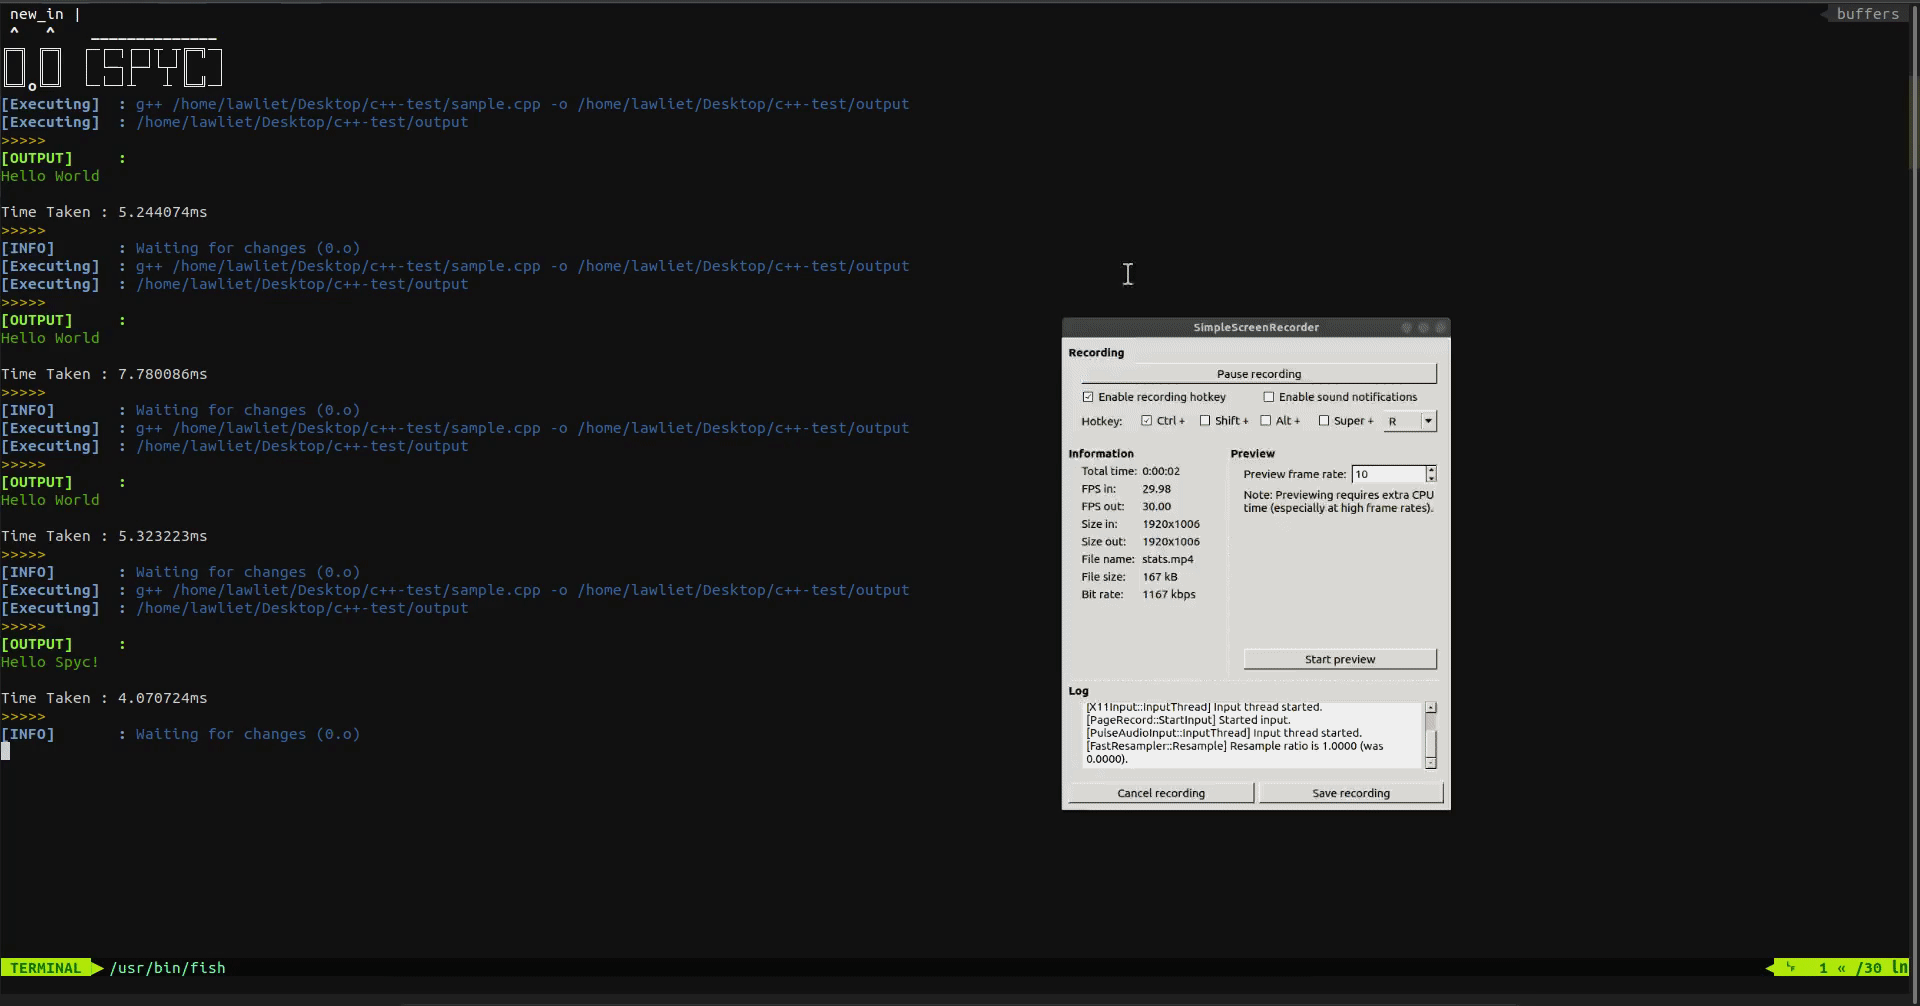 new_in |
buffers
^ ^ ______________
0.0 [SPYC]
[Executing] : g++ /home/lawliet/Desktop/c++-test/sample.cpp -o /home/lawliet/Desktop/c++-test/output
[Executing] : /home/lawliet/Desktop/c++-test/output
>>>>>
[OUTPUT] :
Hello World
Time Taken : 5.244074ms
>>>>>
[INFO] : Waiting for changes (0.o)
[Executing] : g++ /home/lawliet/Desktop/c++-test/sample.cpp -o /home/lawliet/Desktop/c++-test/output
[Executing] : /home/lawliet/Desktop/c++-test/output
>>>>>
[OUTPUT] :
Hello World
Time Taken : 7.780086ms
>>>>>
[INFO] : Waiting for changes (0.o)
[Executing] : g++ /home/lawliet/Desktop/c++-test/sample.cpp -o /home/lawliet/Desktop/c++-test/output
[Executing] : /home/lawliet/Desktop/c++-test/output
>>>>>
[OUTPUT] :
Hello World
Time Taken : 5.323223ms
>>>>>
[INFO] : Waiting for changes (0.o)
[Executing] : g++ /home/lawliet/Desktop/c++-test/sample.cpp -o /home/lawliet/Desktop/c++-test/output
[Executing] : /home/lawliet/Desktop/c++-test/output
>>>>>
[OUTPUT] :
Hello Spyc!
Time Taken : 4.070724ms
>>>>>
[INFO] : Waiting for changes (0.o)
SimpleScreenRecorder
Recording
Pause recording
Enable recording hotkey Enable sound notifications
Hotkey: Ctrl + Shift + Alt + Super + R
Information
Total time: 0:00:02
FPS in: 29.98
FPS out: 30.00
Size in: 1920x1006
Size out: 1920x1006
File name: stats.mp4
File size: 167 kB
Bit rate: 1167 kbps
Preview
Preview frame rate: 10
Note: Previewing requires extra CPU
time (especially at high frame rates).
Start preview
Log
[X11Input::InputThread] Input thread started.
[PageRecord::StartInput] Started input.
[PulseAudioInput::InputThread] Input thread started.
[FastResampler::Resample] Resample ratio is 1.0000 (was
0.0000).
Cancel recording Save recording
TERMINAL /usr/bin/fish
1 « /30 ln